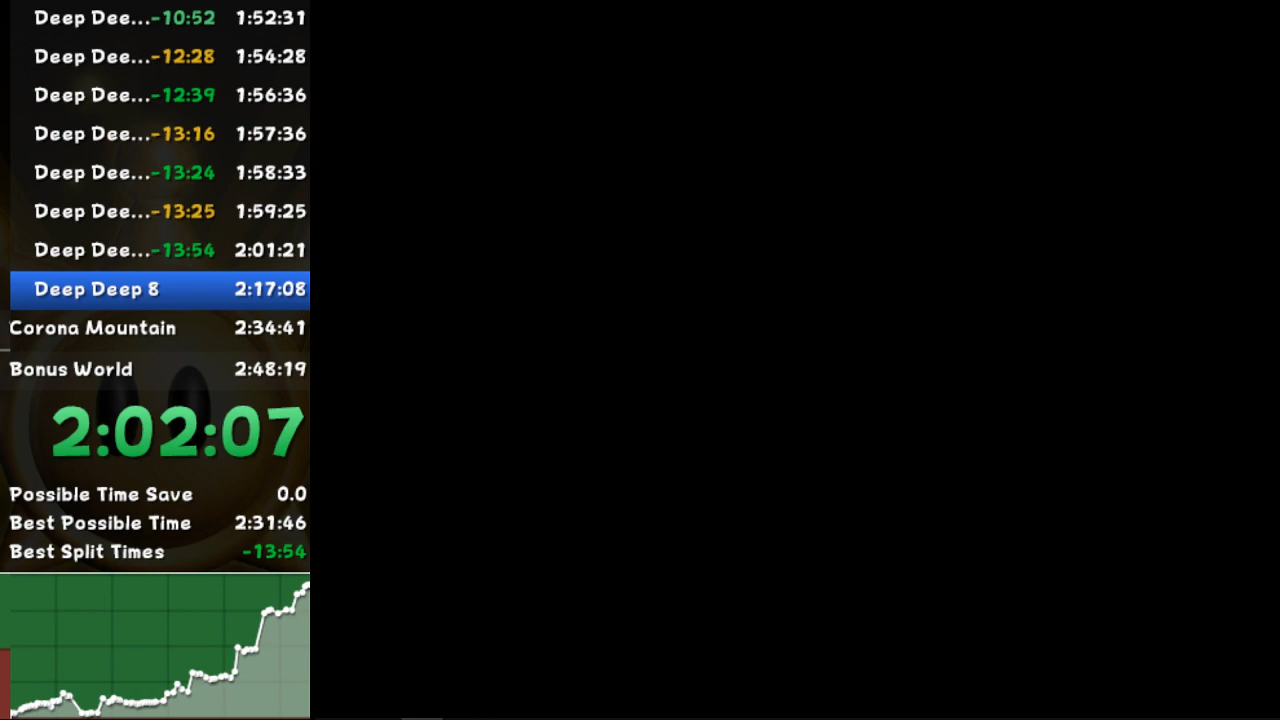 Deep Dee...-10:52 1:52:31
Deep Dee...-12:28 1:54:28
Deep Dee...-12:39 1:56:36
Deep Dee...-13:16 1:57:36
Deep Dee...-13:24 1:58:33
Deep Dee...-13:25 1:59:25
Deep Dee...-13:54 2:01:21
Deep Deep 8 2:17:08
Corona Mountain 2:34:41
Bonus World 2:48:19
2:02:07
Possible Time Save 0.0
Best Possible Time 2:31:46
Best Split Times -13:54